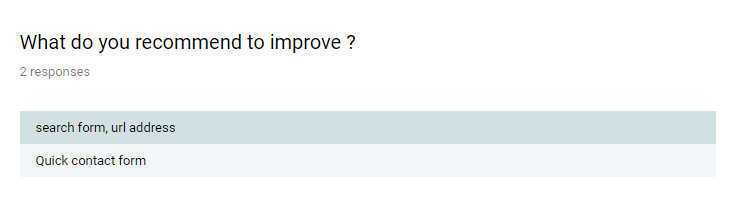 What do you recommend to improve ?
2 responses
search form, url address
Quick contact form